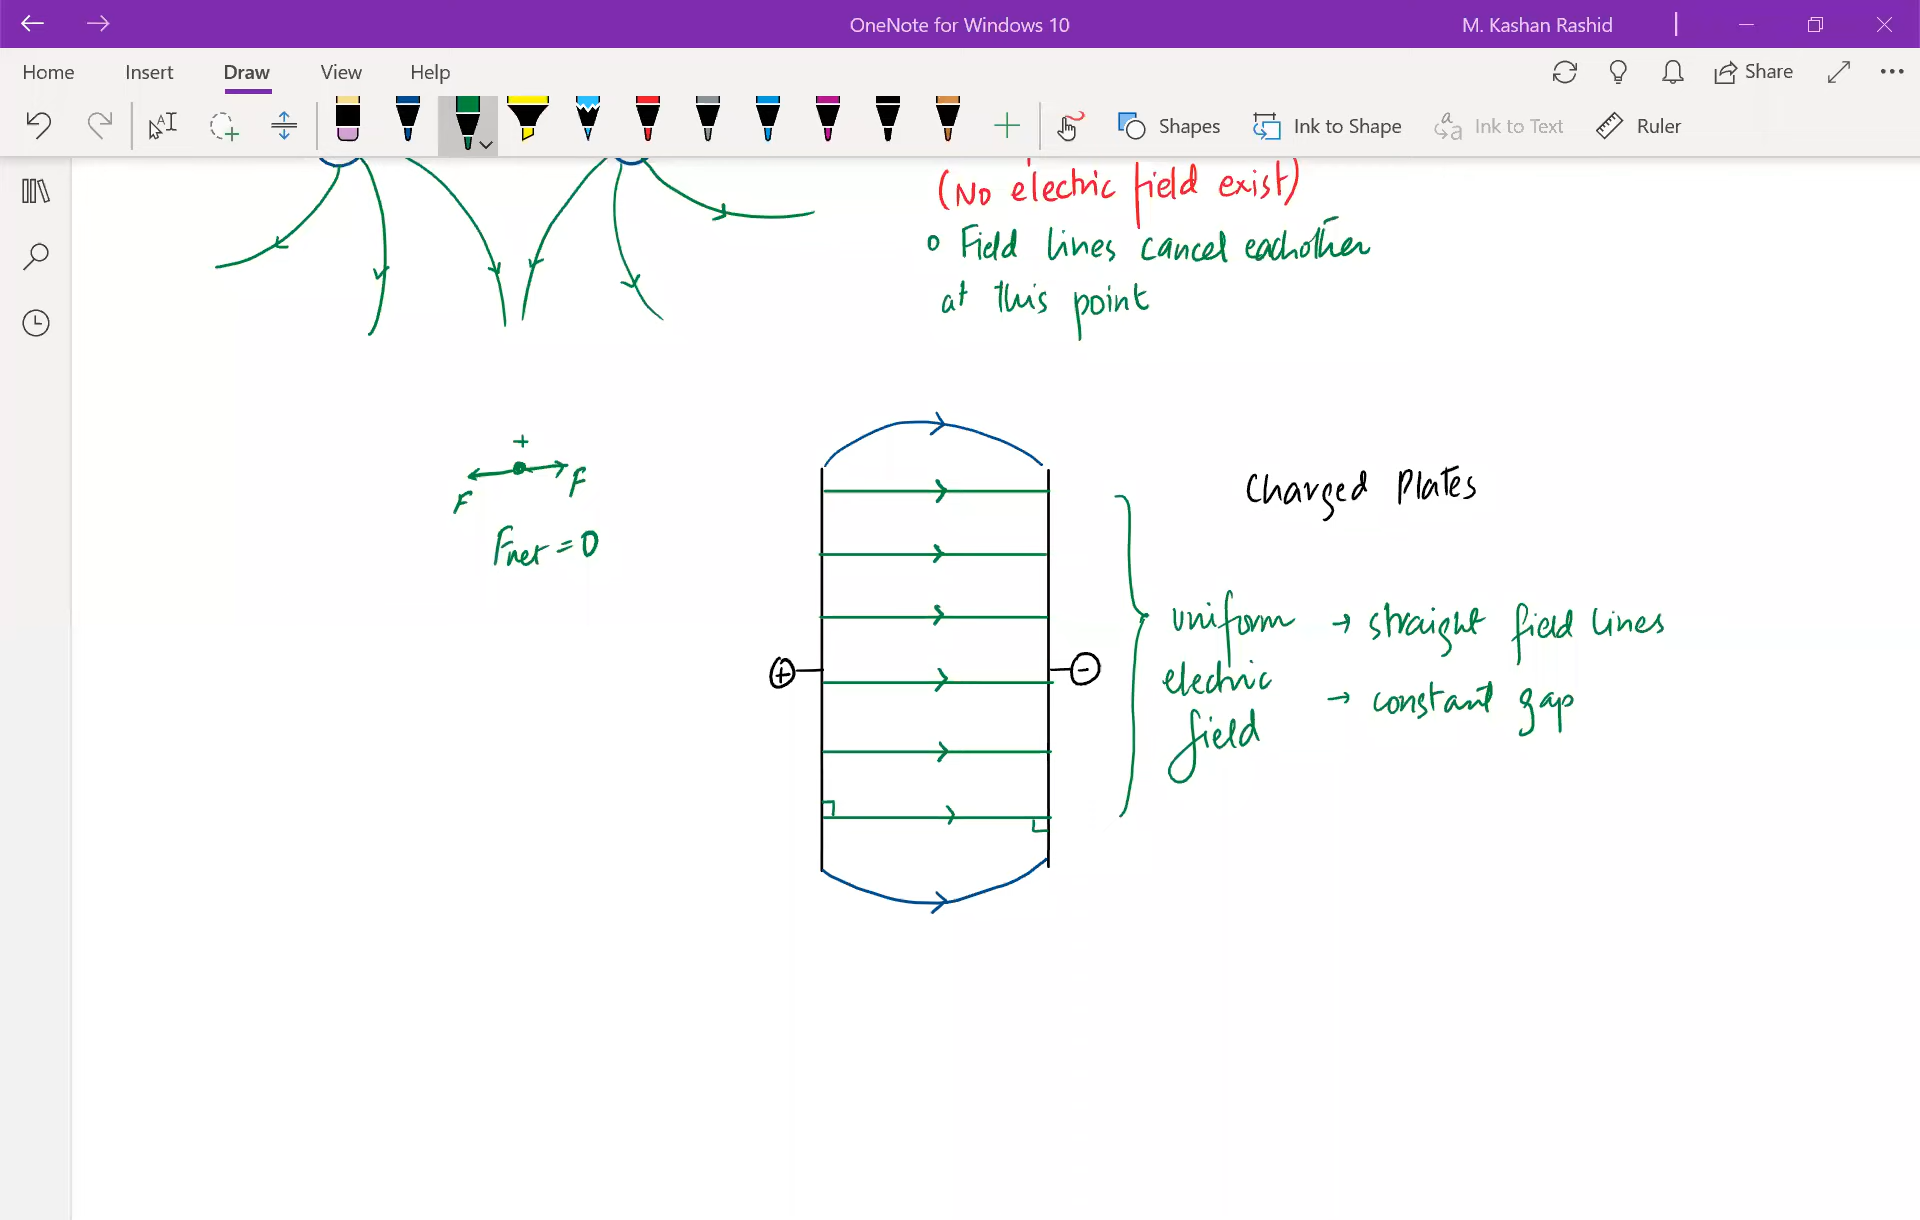 OneNote for Windows 10
M. Kashan Rashid
Home Insert Draw View Help
Share
Shapes Ink to Shape Ink to Text Ruler
(No electric field exist)
o Field lines cancel eachother
at this point
+
F F
Fnet = 0
Charged Plates
uniform → straight field lines
electric → constant gap
field
+ -